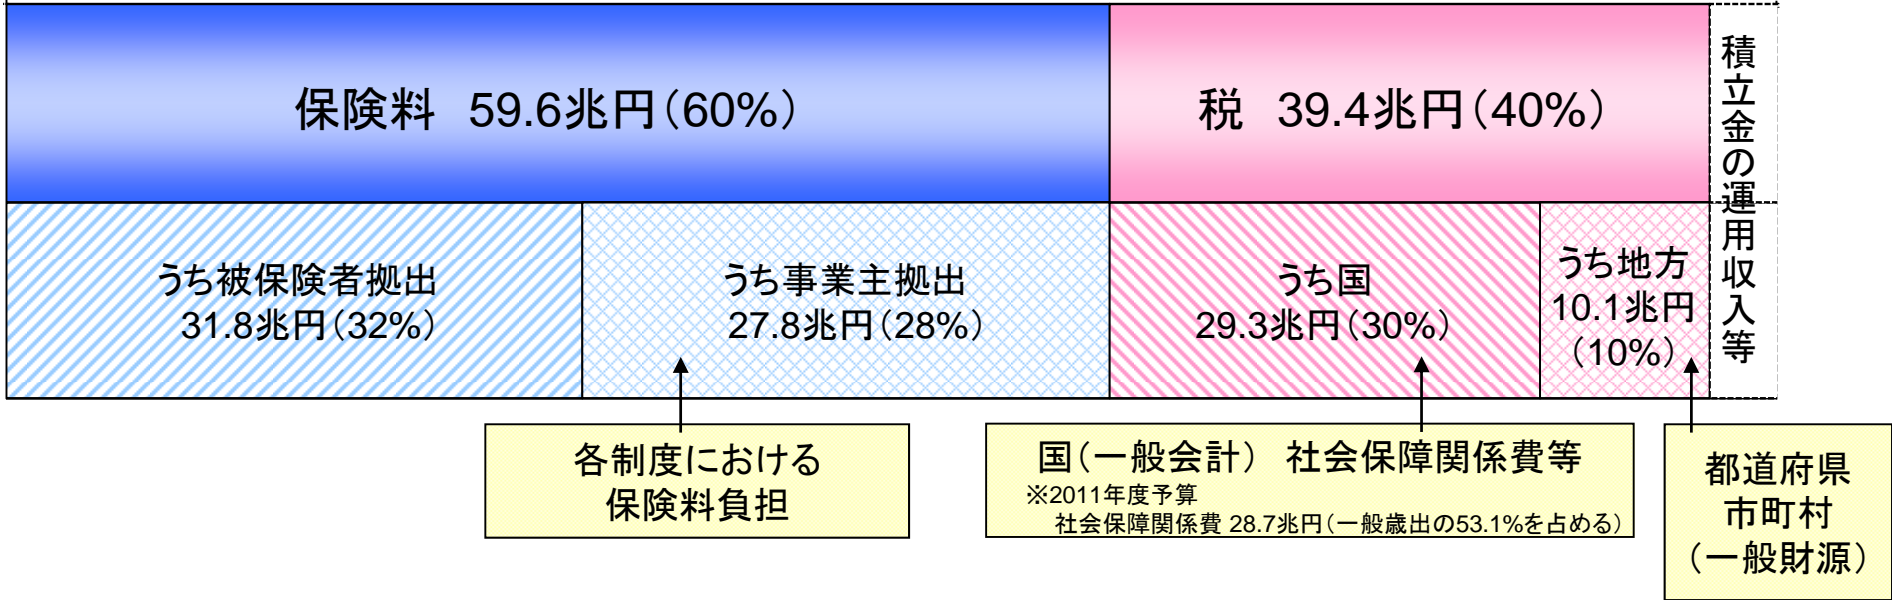 保険料 59.6兆円(60%)
税 39.4兆円(40%)
積立金の運用収入等
うち被保険者拠出
31.8兆円(32%)
うち事業主拠出
27.8兆円(28%)
うち国
29.3兆円(30%)
うち地方
10.1兆円
(10%)
各制度における
保険料負担
国(一般会計) 社会保障関係費等
※2011年度予算
社会保障関係費 28.7兆円(一般歳出の53.1%を占める)
都道府県
市町村
(一般財源)